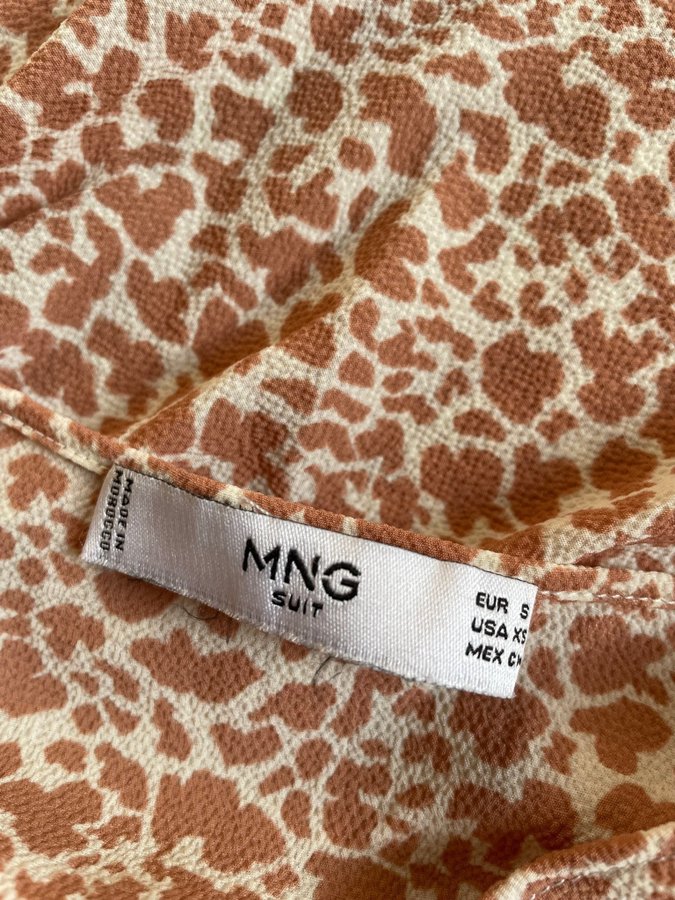 MADE IN
MOROCCO
MNG
SUIT
EUR S
USA XS
MEX CH